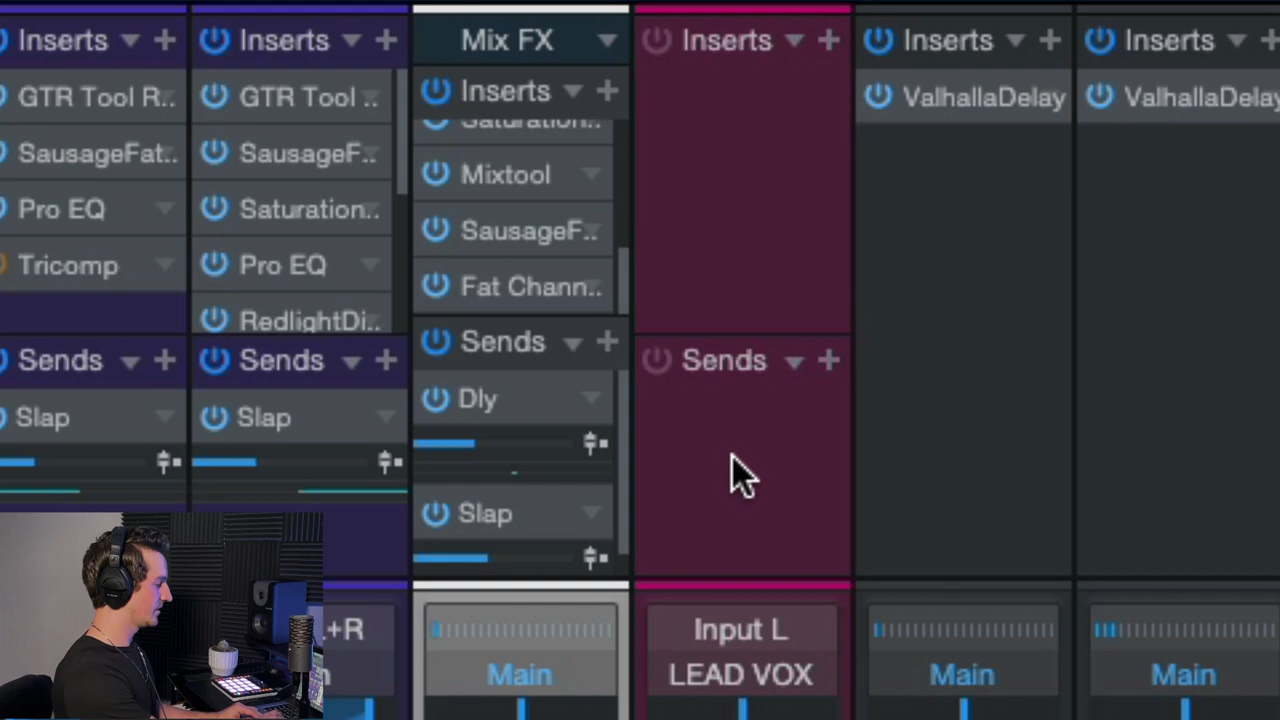 Inserts
GTR Tool R..
SausageFat..
Pro EQ
Tricomp
Sends
Slap
Inserts
GTR Tool ..
SausageF..
Saturation..
Pro EQ
RedlightDi..
Sends
Slap
L+R
Mix FX
Inserts
Saturation..
Mixtool
SausageF..
Fat Chann..
Sends
Dly
Slap
Main
Inserts
Sends
Input L
LEAD VOX
Inserts
ValhallaDelay
Main
Inserts
ValhallaDelay
Main